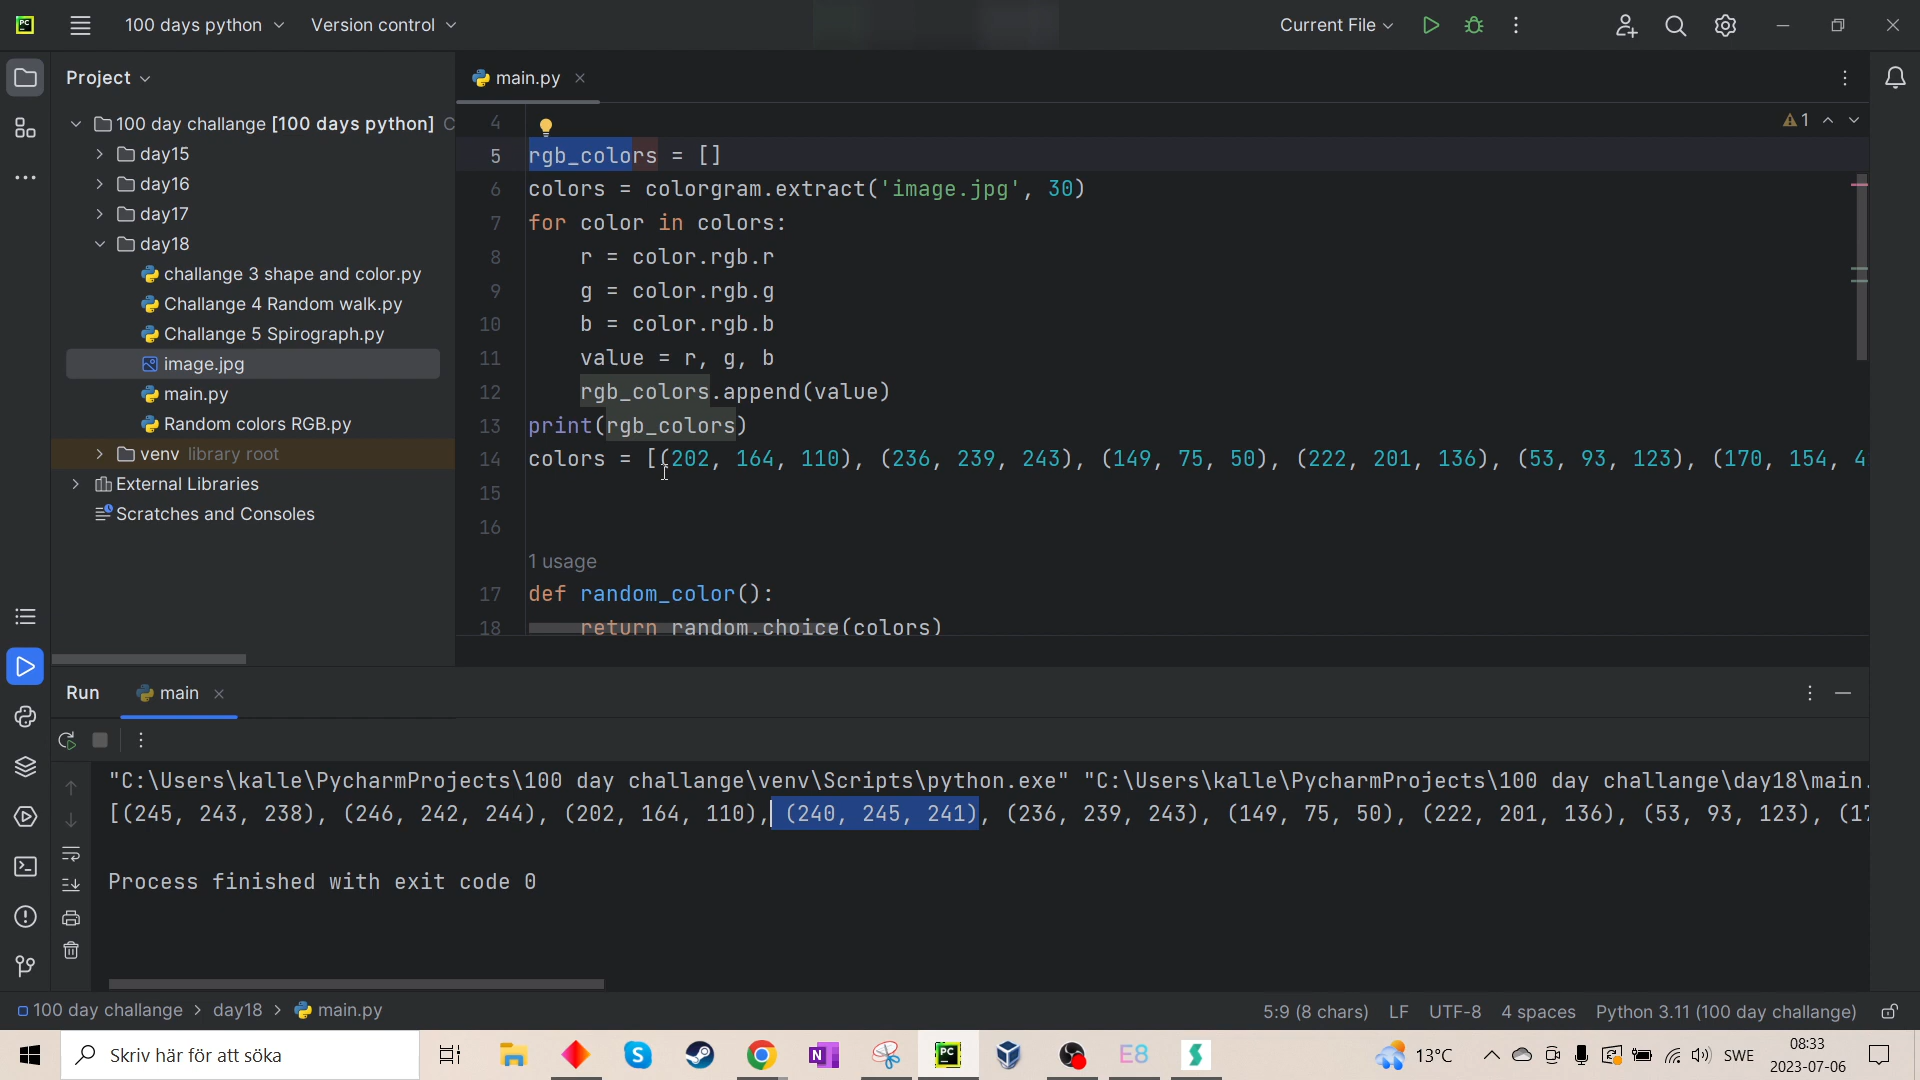 PC
100 days python
Version control
Current File
Project
main.py
100 day challange [100 days python] C
day15
day16
day17
day18
challange 3 shape and color.py
Challange 4 Random walk.py
Challange 5 Spirograph.py
image.jpg
main.py
Random colors RGB.py
venv library root
External Libraries
Scratches and Consoles
4
1
5 rgb_colors = []
6 colors = colorgram.extract('image.jpg', 30)
7 for color in colors:
8 r = color.rgb.r
9 g = color.rgb.g
10 b = color.rgb.b
11 value = r, g, b
12 rgb_colors.append(value)
13 print(rgb_colors)
14 colors = [(202, 164, 110), (236, 239, 243), (149, 75, 50), (222, 201, 136), (53, 93, 123), (170, 154, 4
15
16
1 usage
17 def random_color():
18 return random.choice(colors)
Run main
"C:\Users\kalle\PycharmProjects\100 day challange\venv\Scripts\python.exe" "C:\Users\kalle\PycharmProjects\100 day challange\day18\main.
[(245, 243, 238), (246, 242, 244), (202, 164, 110), (240, 245, 241), (236, 239, 243), (149, 75, 50), (222, 201, 136), (53, 93, 123), (17
Process finished with exit code 0
100 day challange > day18 > main.py
5:9 (8 chars) LF UTF-8 4 spaces Python 3.11 (100 day challange)
Skriv här för att söka
S
N
PC
E8
13°C
SWE
08:33
2023-07-06